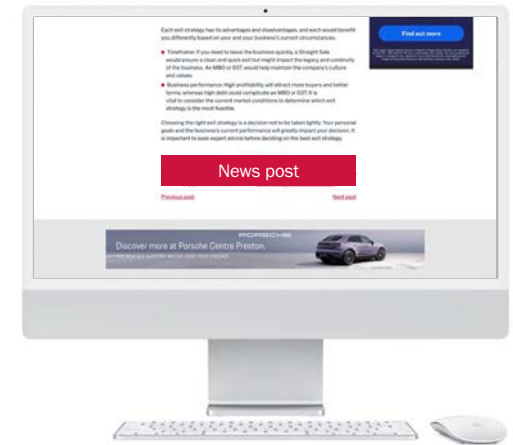 Each exit strategy has its advantages and disadvantages, and each would benefit
you differently based on your and your business's current circumstances.
Timeframe: If you need to leave the business quickly, a Straight Sale
would ensure a clean and quick exit but might impact the legacy and continuity
of the business. An MBO or EOT would help maintain the company's culture
and values.
Business performance: High profitability will attract more buyers and better
terms, whereas high debt could complicate an MBO or EOT. It is
vital to consider the current market conditions to determine which exit
strategy is the most feasible.
Choosing the right exit strategy is a decision not to be taken lightly. Your personal
goals and the business's current performance will greatly impact your decision. It
is important to seek expert advice before deciding on the best exit strategy.
Find out more
News post
Previous post
Next post
PORSCHE
Discover more at Porsche Centre Preston.